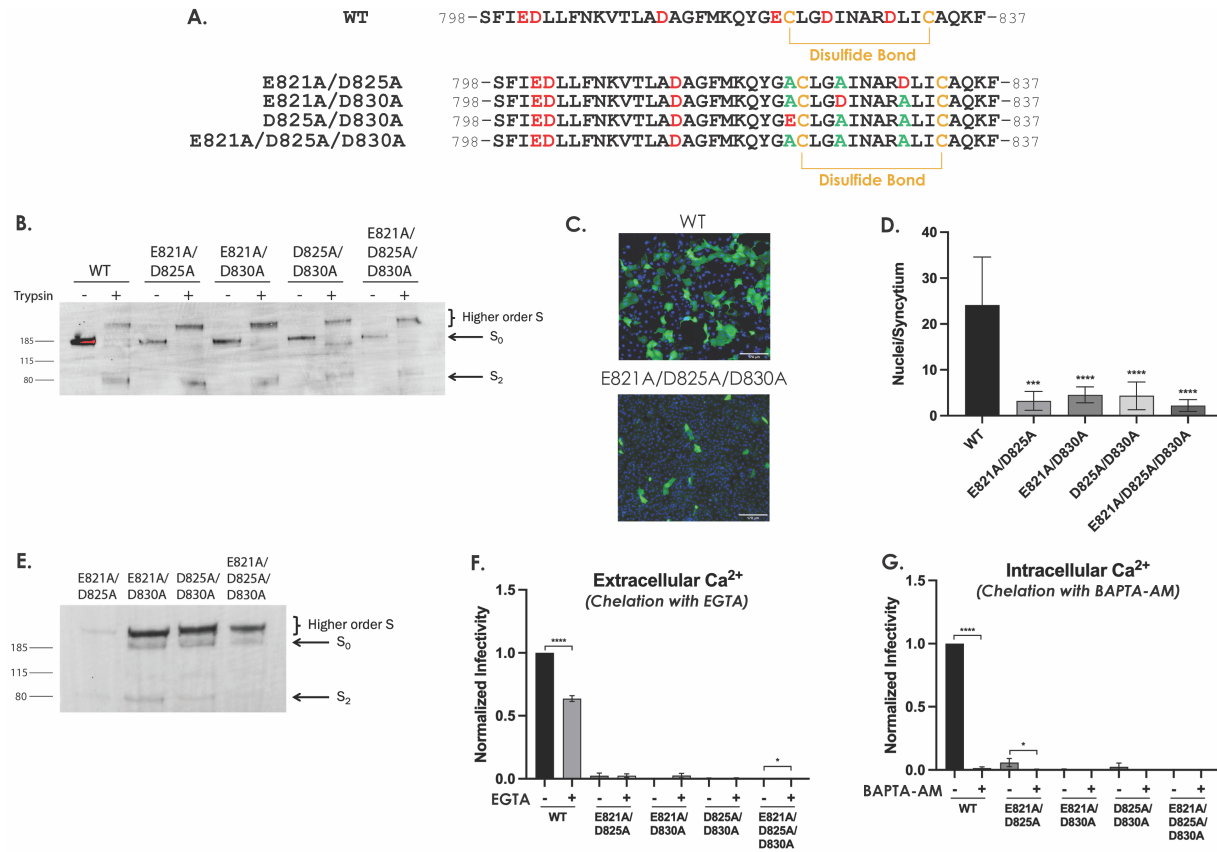 A.
WT 798-SFIEDLLFNKVTLADAGFMKQYGECLGDINARDLICAQKF-837
Disulfide Bond
E821A/D825A 798-SFIEDLLFNKVTLADAGFMKQYGACLGAINARDLICAQKF-837
E821A/D830A 798-SFIEDLLFNKVTLADAGFMKQYGACLGDINARALICAQKF-837
D825A/D830A 798-SFIEDLLFNKVTLADAGFMKQYGECLGAINARALICAQKF-837
E821A/D825A/D830A 798-SFIEDLLFNKVTLADAGFMKQYGACLGAINARALICAQKF-837
Disulfide Bond
B.
WT
E821A/
D825A
E821A/
D830A
D825A/
D830A
E821A/
D825A/
D830A
Trypsin - + - + - + - + - +
185
115
80
Higher order S
S0
S2
C.
WT
E821A/D825A/D830A
D.
Nuclei/Syncytium
40
30
20
10
0
***
****
****
****
WT
E821A/D825A
E821A/D830A
D825A/D830A
E821A/D825A/D830A
E.
E821A/
D825A
E821A/
D830A
D825A/
D830A
E821A/
D825A/
D830A
185
115
80
Higher order S
S0
S2
F.
Extracellular Ca2+
(Chelation with EGTA)
Normalized Infectivity
1.5
1.0
0.5
0.0
****
*
EGTA - + - + - + - + - +
WT
E821A/
D825A
E821A/
D830A
D825A/
D830A
E821A/
D825A/
D830A
G.
Intracellular Ca2+
(Chelation with BAPTA-AM)
Normalized Infectivity
1.5
1.0
0.5
0.0
****
*
BAPTA-AM - + - + - + - + - +
WT
E821A/
D825A
E821A/
D830A
D825A/
D830A
E821A/
D825A/
D830A